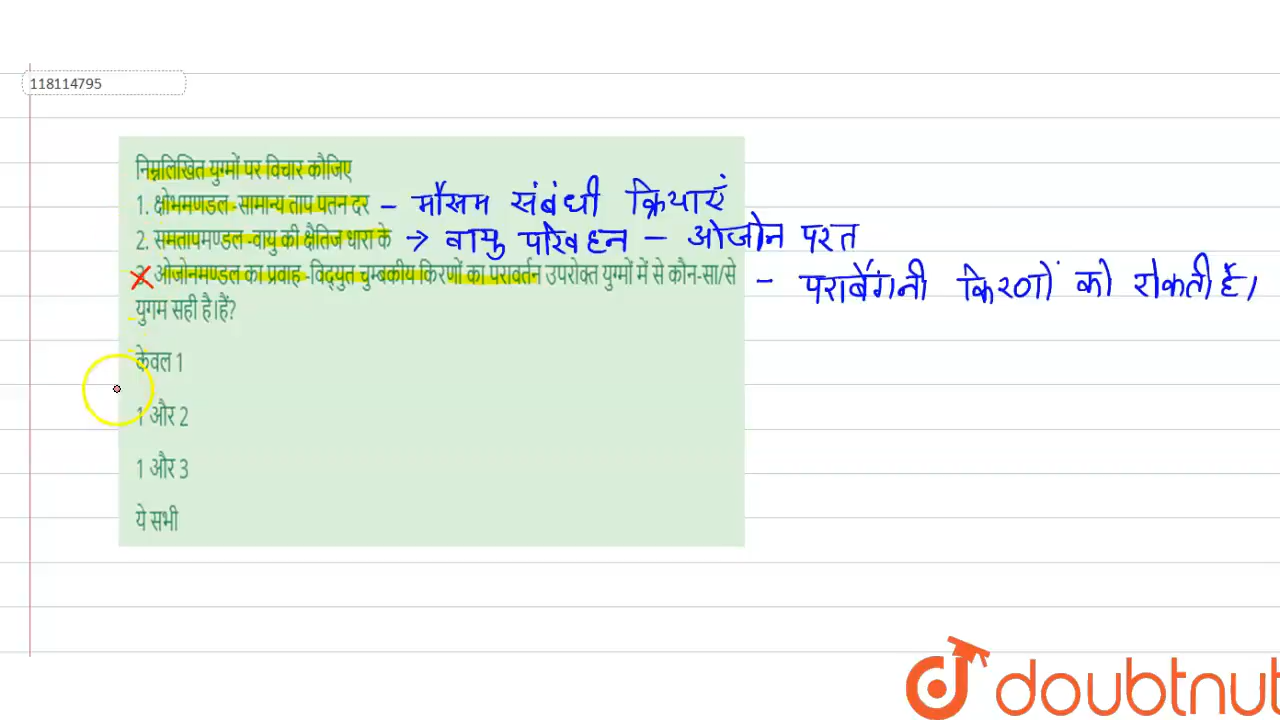 118114795
निम्नलिखित युग्मों पर विचार कीजिए
1. क्षोभमणडल -सामान्य ताप पतन दर - मौसम संबंधी क्रियाएं
2. समतापमण्डल -वायु की क्षैतिज धारा के → वायु परिवहन - ओजोन परत
3. ओजोनमण्डल का प्रवाह -विद्युत चुम्बकीय किरणों का परावर्तन उपरोक्त युग्मों में से कौन-सा/से - पराबैंगनी किरणों को रोकती है।
युगम सही है।हैं?
केवल 1
1 और 2
1 और 3
ये सभी
doubtnut